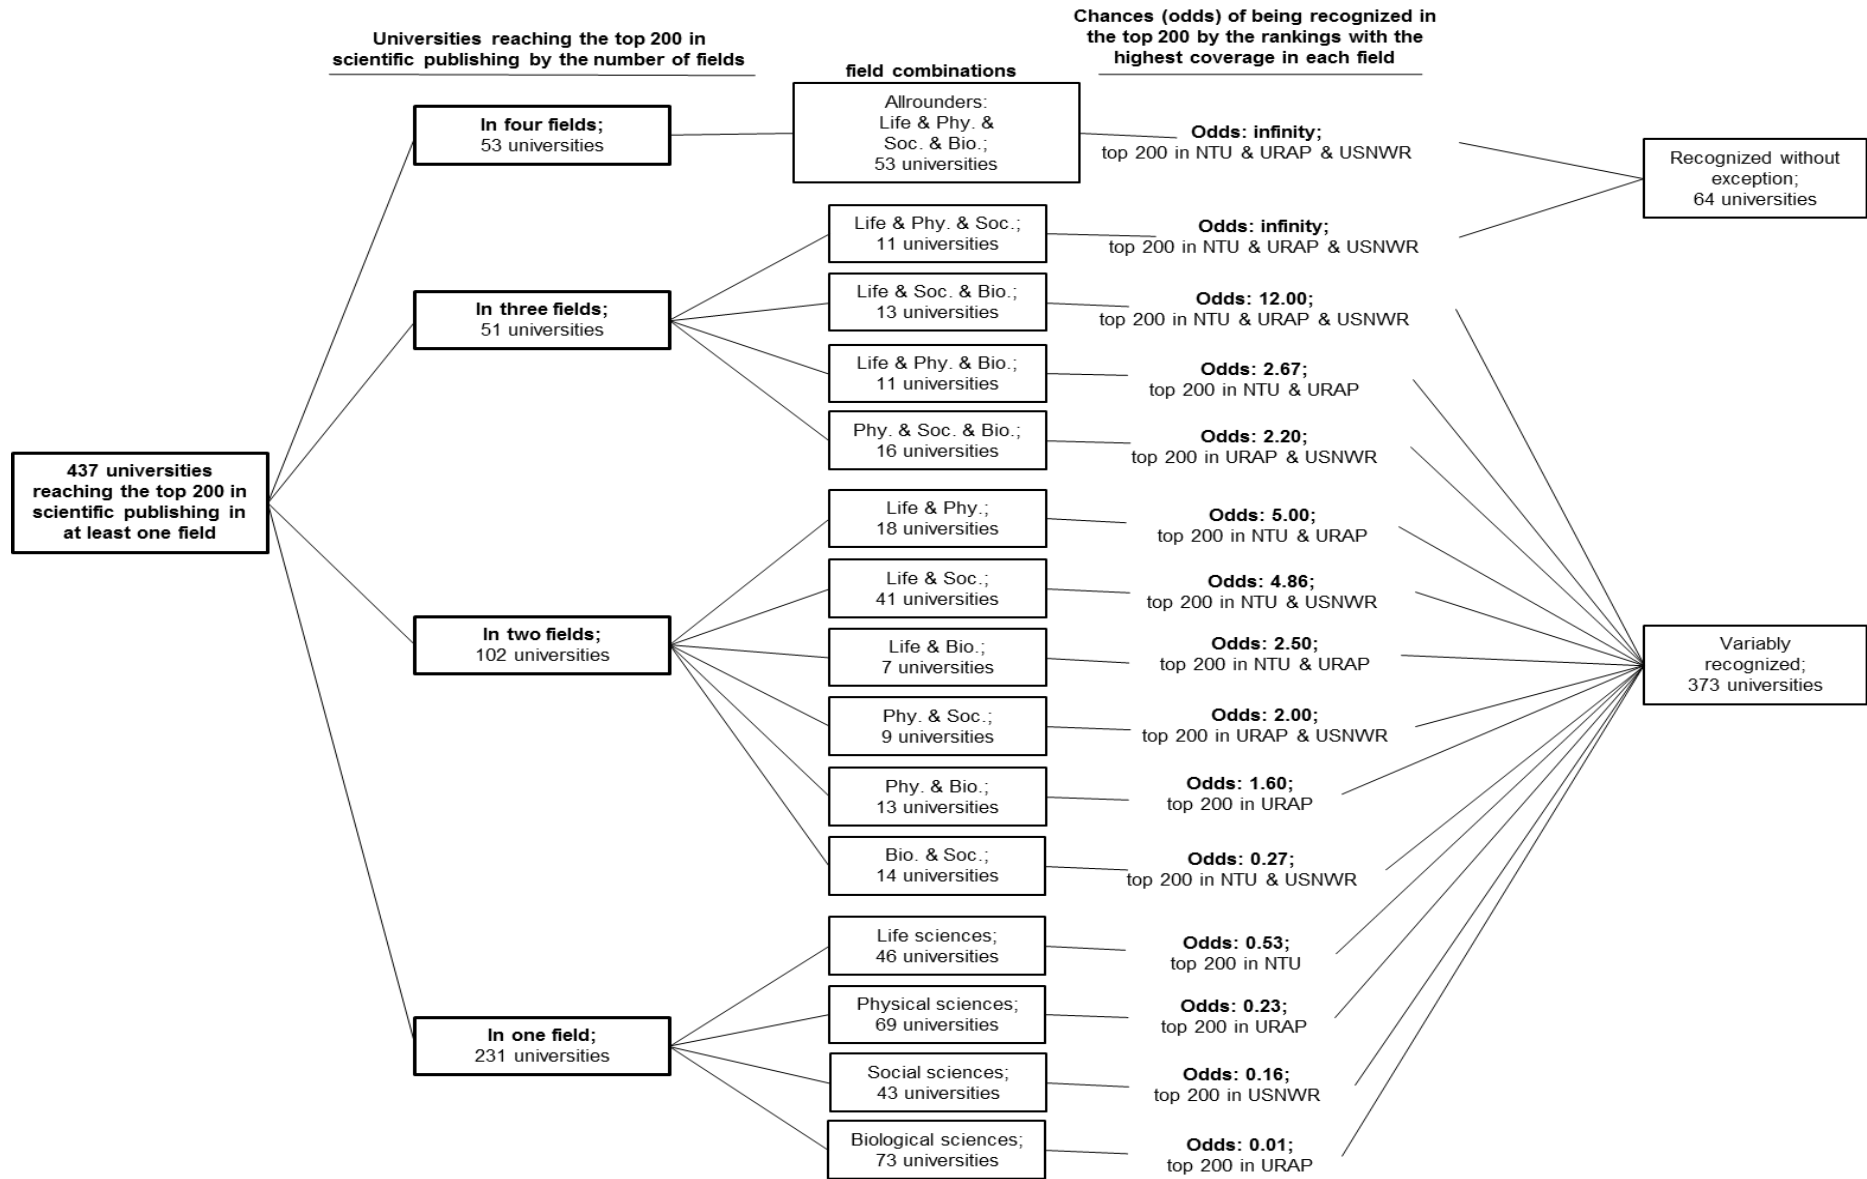 Universities reaching the top 200 in
scientific publishing by the number of fields
field combinations
Chances (odds) of being recognized in
the top 200 by the rankings with the
highest coverage in each field
437 universities
reaching the top 200 in
scientific publishing in
at least one field
In four fields;
53 universities
Allrounders:
Life & Phy. &
Soc. & Bio.;
53 universities
Odds: infinity;
top 200 in NTU & URAP & USNWR
Recognized without
exception;
64 universities
In three fields;
51 universities
Life & Phy. & Soc.;
11 universities
Odds: infinity;
top 200 in NTU & URAP & USNWR
Life & Soc. & Bio.;
13 universities
Odds: 12.00;
top 200 in NTU & URAP & USNWR
Life & Phy. & Bio.;
11 universities
Odds: 2.67;
top 200 in NTU & URAP
Phy. & Soc. & Bio.;
16 universities
Odds: 2.20;
top 200 in URAP & USNWR
In two fields;
102 universities
Life & Phy.;
18 universities
Odds: 5.00;
top 200 in NTU & URAP
Life & Soc.;
41 universities
Odds: 4.86;
top 200 in NTU & USNWR
Life & Bio.;
7 universities
Odds: 2.50;
top 200 in NTU & URAP
Phy. & Soc.;
9 universities
Odds: 2.00;
top 200 in URAP & USNWR
Phy. & Bio.;
13 universities
Odds: 1.60;
top 200 in URAP
Bio. & Soc.;
14 universities
Odds: 0.27;
top 200 in NTU & USNWR
Variably
recognized;
373 universities
In one field;
231 universities
Life sciences;
46 universities
Odds: 0.53;
top 200 in NTU
Physical sciences;
69 universities
Odds: 0.23;
top 200 in URAP
Social sciences;
43 universities
Odds: 0.16;
top 200 in USNWR
Biological sciences;
73 universities
Odds: 0.01;
top 200 in URAP